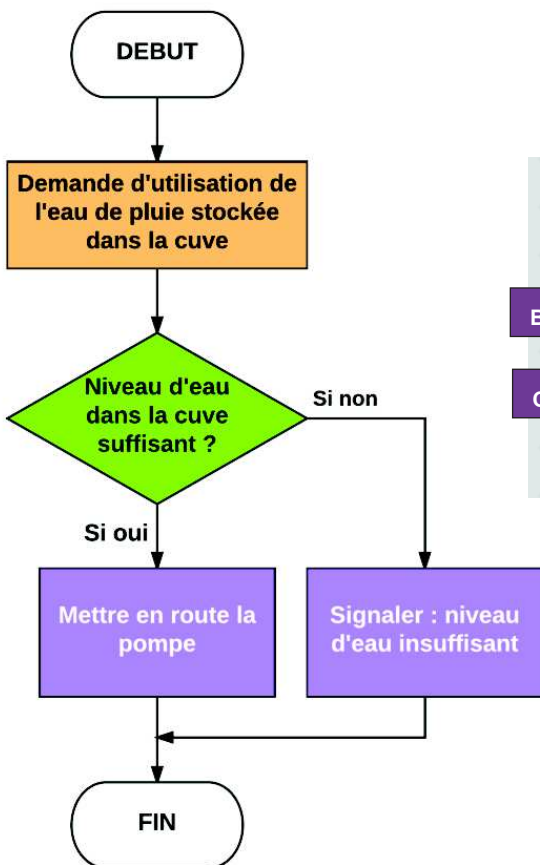 DEBUT
Demande d'utilisation de
l'eau de pluie stockée
dans la cuve
Niveau d'eau
dans la cuve
suffisant ?
Si non
Si oui
Mettre en route la
pompe
Signaler : niveau
d'eau insuffisant
FIN